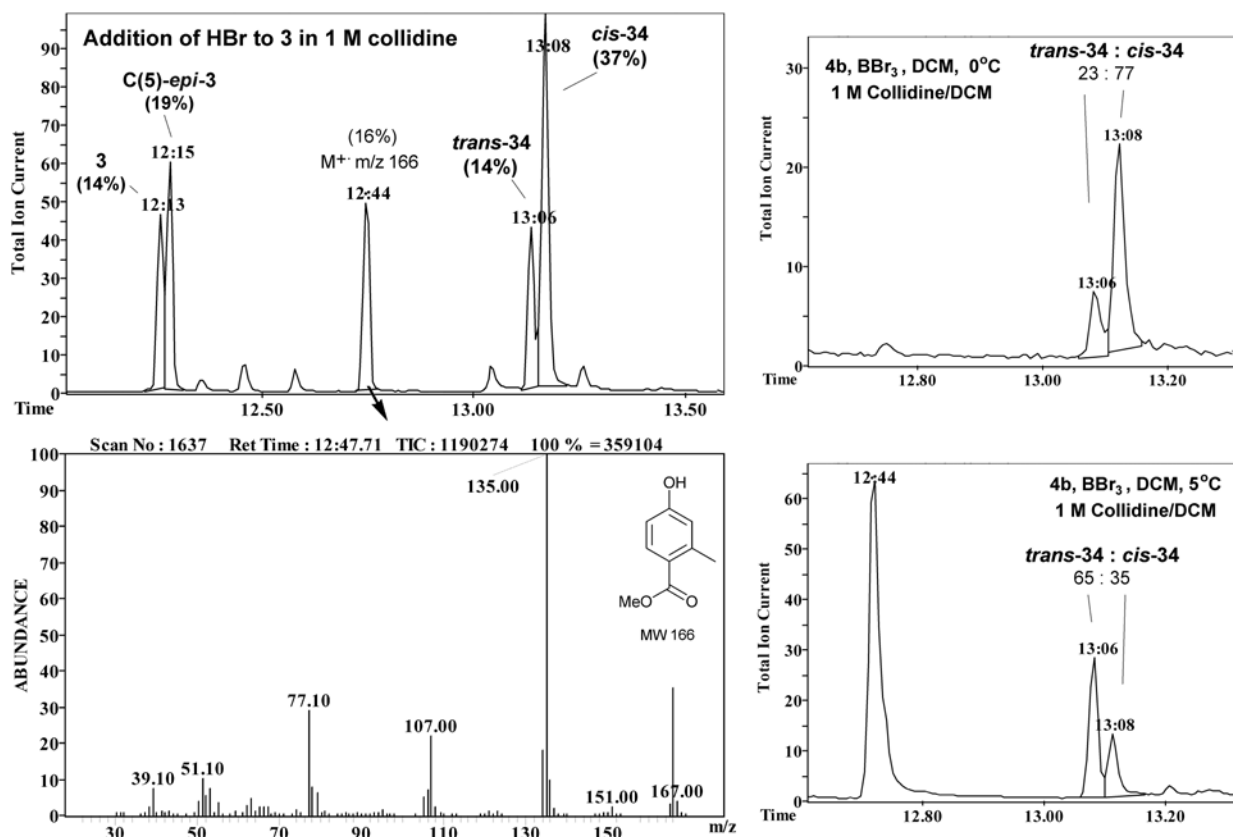 Addition of HBr to 3 in 1 M collidine
cis-34
(37%)
13:08
C(5)-epi-3
(19%)
12:15
3
(14%)
12:13
(16%)
M+· m/z 166
12:44
trans-34
(14%)
13:06
Total Ion Current
90
80
70
60
50
40
30
20
10
0
Time
12.50
13.00
13.50
4b, BBr3 , DCM, 0oC
1 M Collidine/DCM
trans-34 : cis-34
23 : 77
13:08
13:06
Total Ion Current
30
20
10
0
Time
12.80
13.00
13.20
Scan No : 1637 Ret Time : 12:47.71 TIC : 1190274 100 % = 359104
135.00
OH
MeO
O
MW 166
77.10
107.00
39.10
51.10
151.00
167.00
ABUNDANCE
100
90
80
70
60
50
40
30
20
10
0
30
50
70
90
110
130
150
m/z
12:44
4b, BBr3 , DCM, 5oC
1 M Collidine/DCM
trans-34 : cis-34
65 : 35
13:06
13:08
Total Ion Current
60
50
40
30
20
10
0
Time
12.80
13.00
13.20